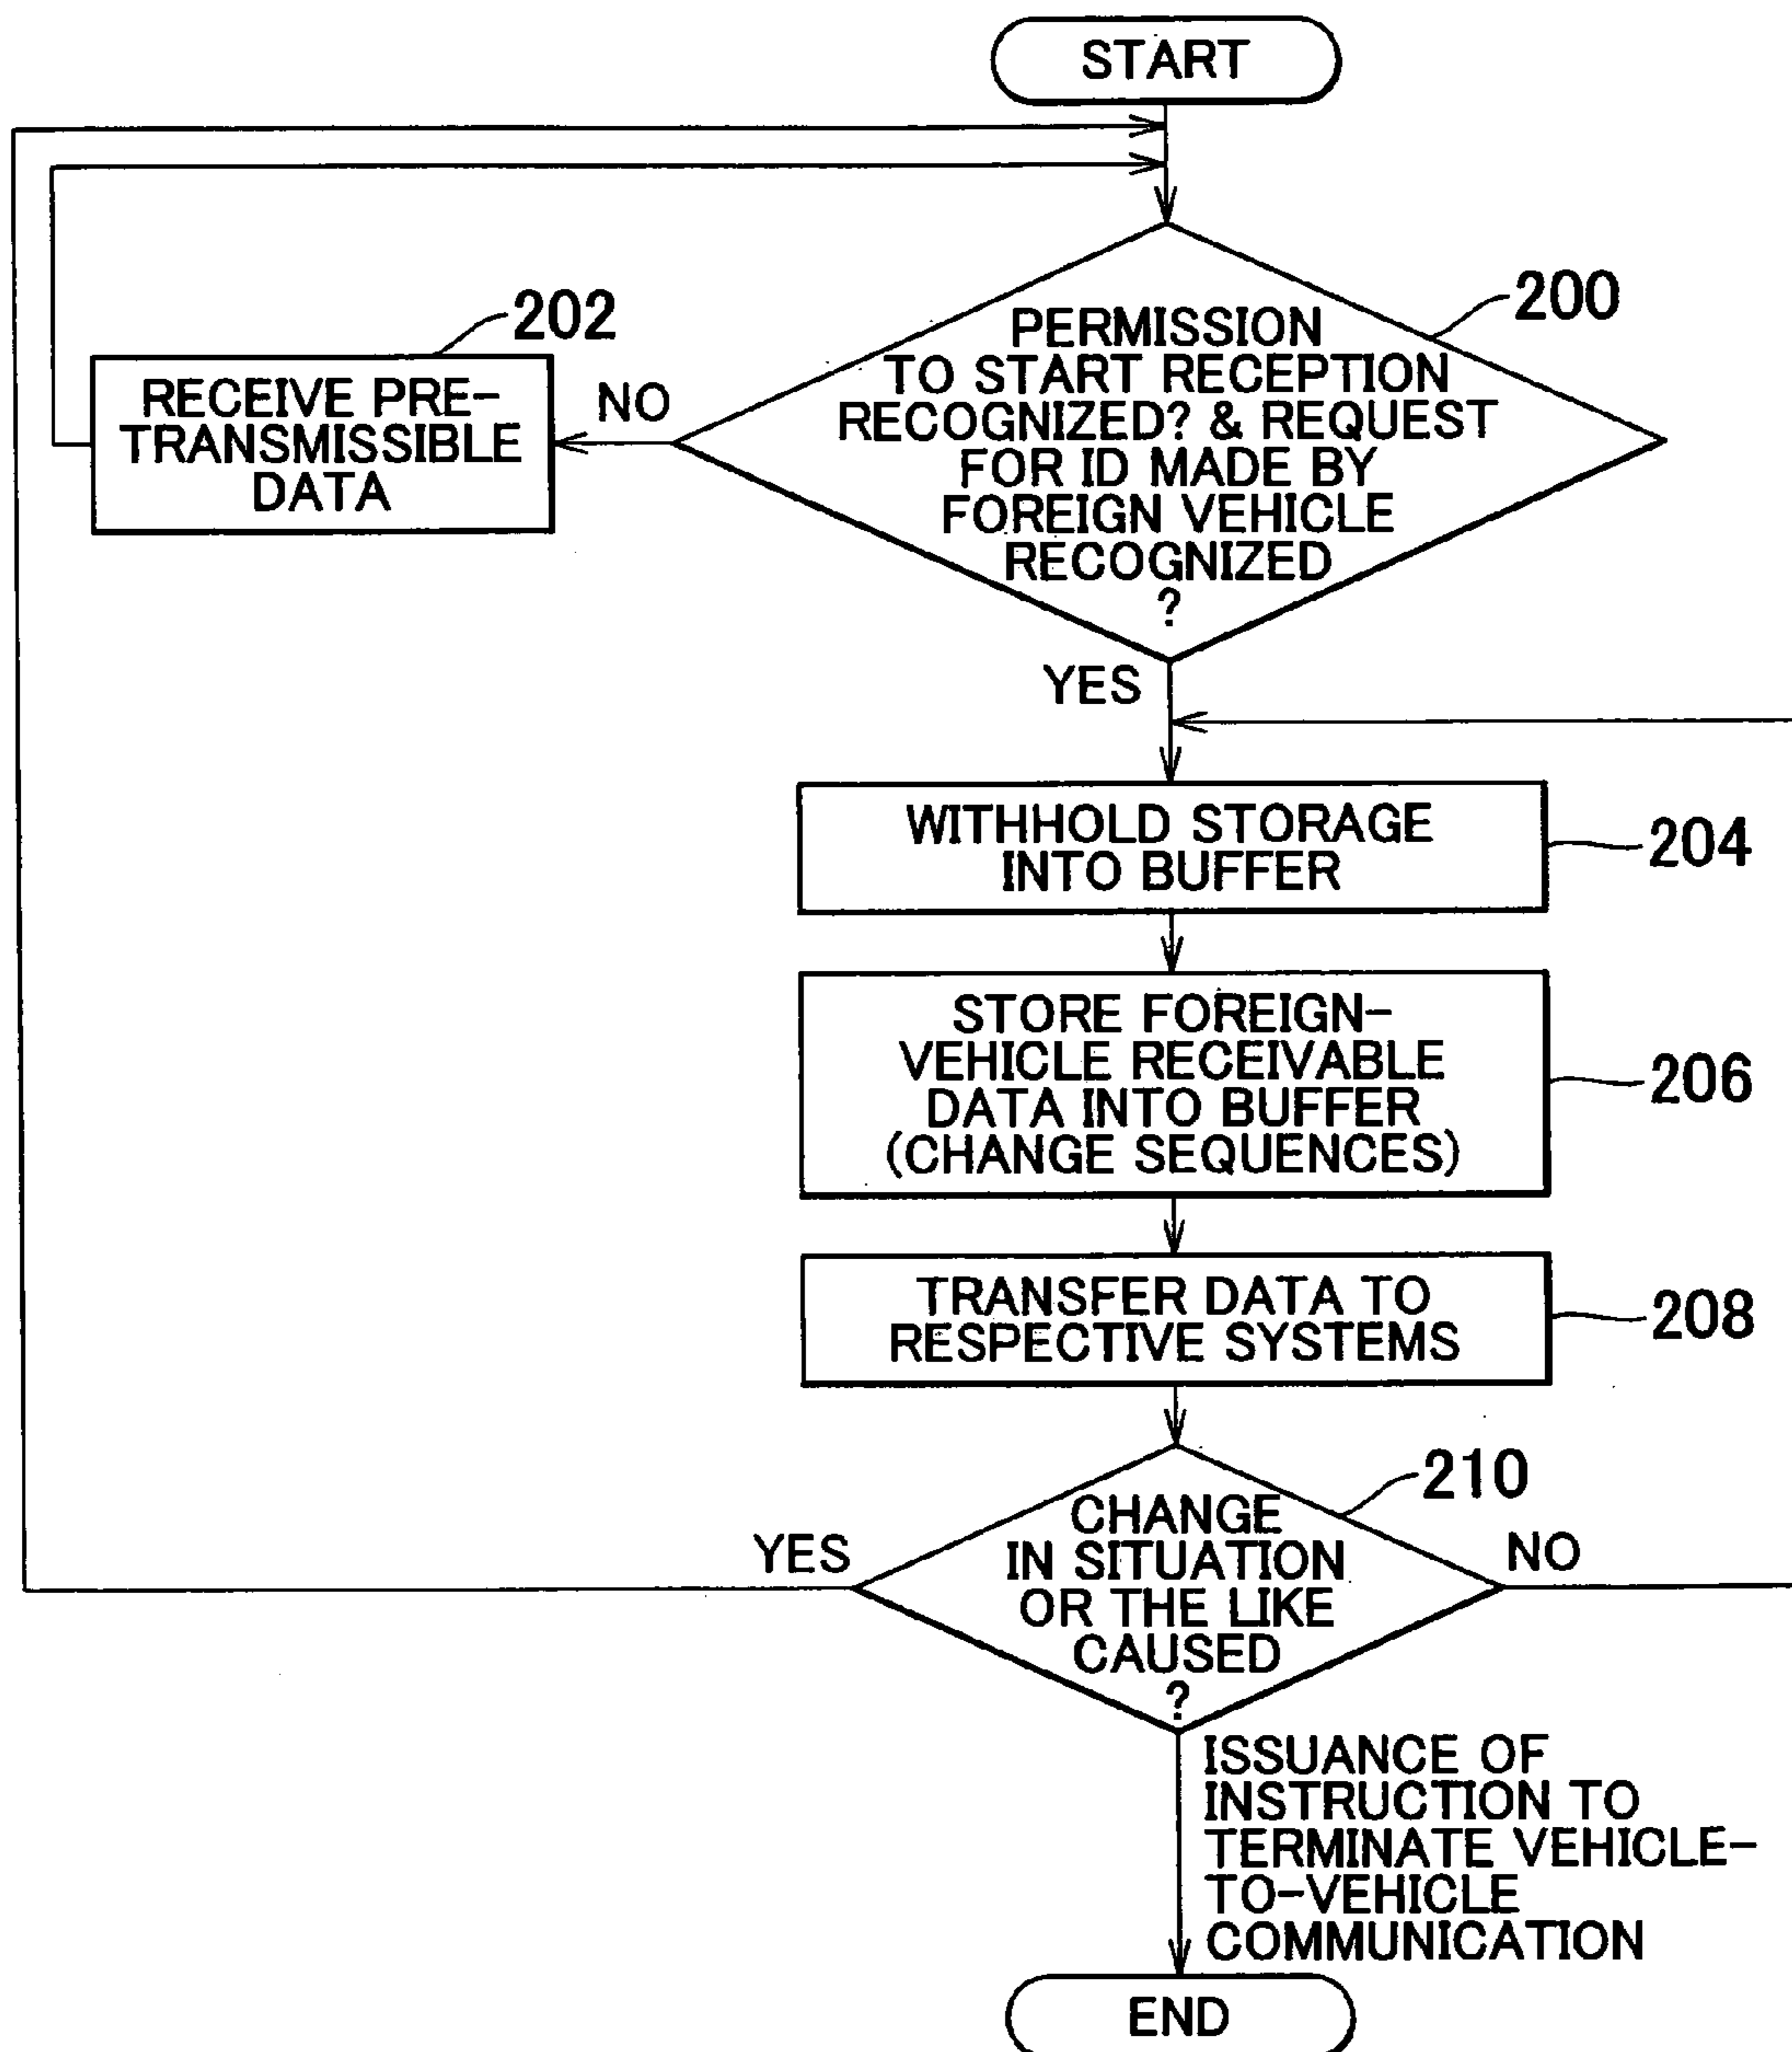 START
200
PERMISSION
TO START RECEPTION
RECOGNIZED? & REQUEST
FOR ID MADE BY
FOREIGN VEHICLE
RECOGNIZED
?
202
RECEIVE PRE-
TRANSMISSIBLE
DATA
NO
YES
WITHHOLD STORAGE
INTO BUFFER
204
STORE FOREIGN-
VEHICLE RECEIVABLE
DATA INTO BUFFER
(CHANGE SEQUENCES)
206
TRANSFER DATA TO
RESPECTIVE SYSTEMS
208
210
CHANGE
IN SITUATION
OR THE LIKE
CAUSED
?
YES
NO
ISSUANCE OF
INSTRUCTION TO
TERMINATE VEHICLE-
TO-VEHICLE
COMMUNICATION
END